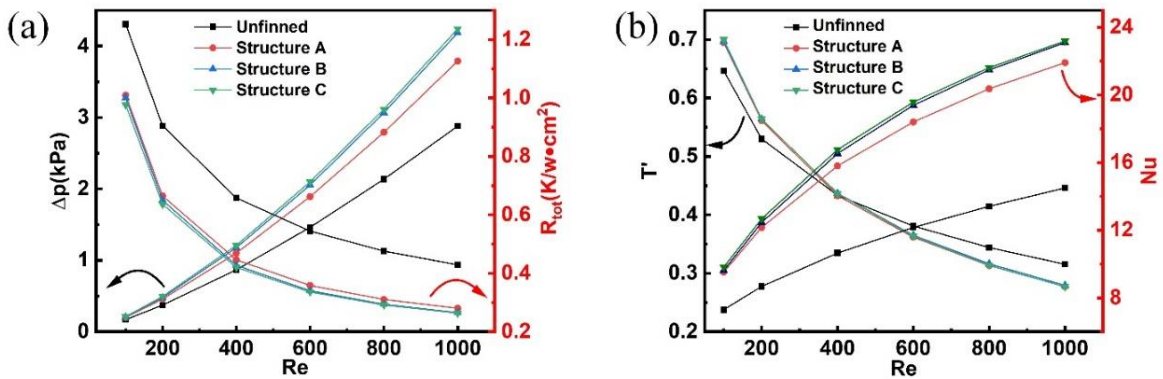 (a)
Unfinned
Structure A
Structure B
Structure C
Δp(kPa)
4
3
2
1
0
R_tot(K/w•cm²)
1.2
1.0
0.8
0.6
0.4
0.2
200 400 600 800 1000
Re
(b)
Unfinned
Structure A
Structure B
Structure C
T'
0.7
0.6
0.5
0.4
0.3
0.2
Nu
24
20
16
12
8
200 400 600 800 1000
Re